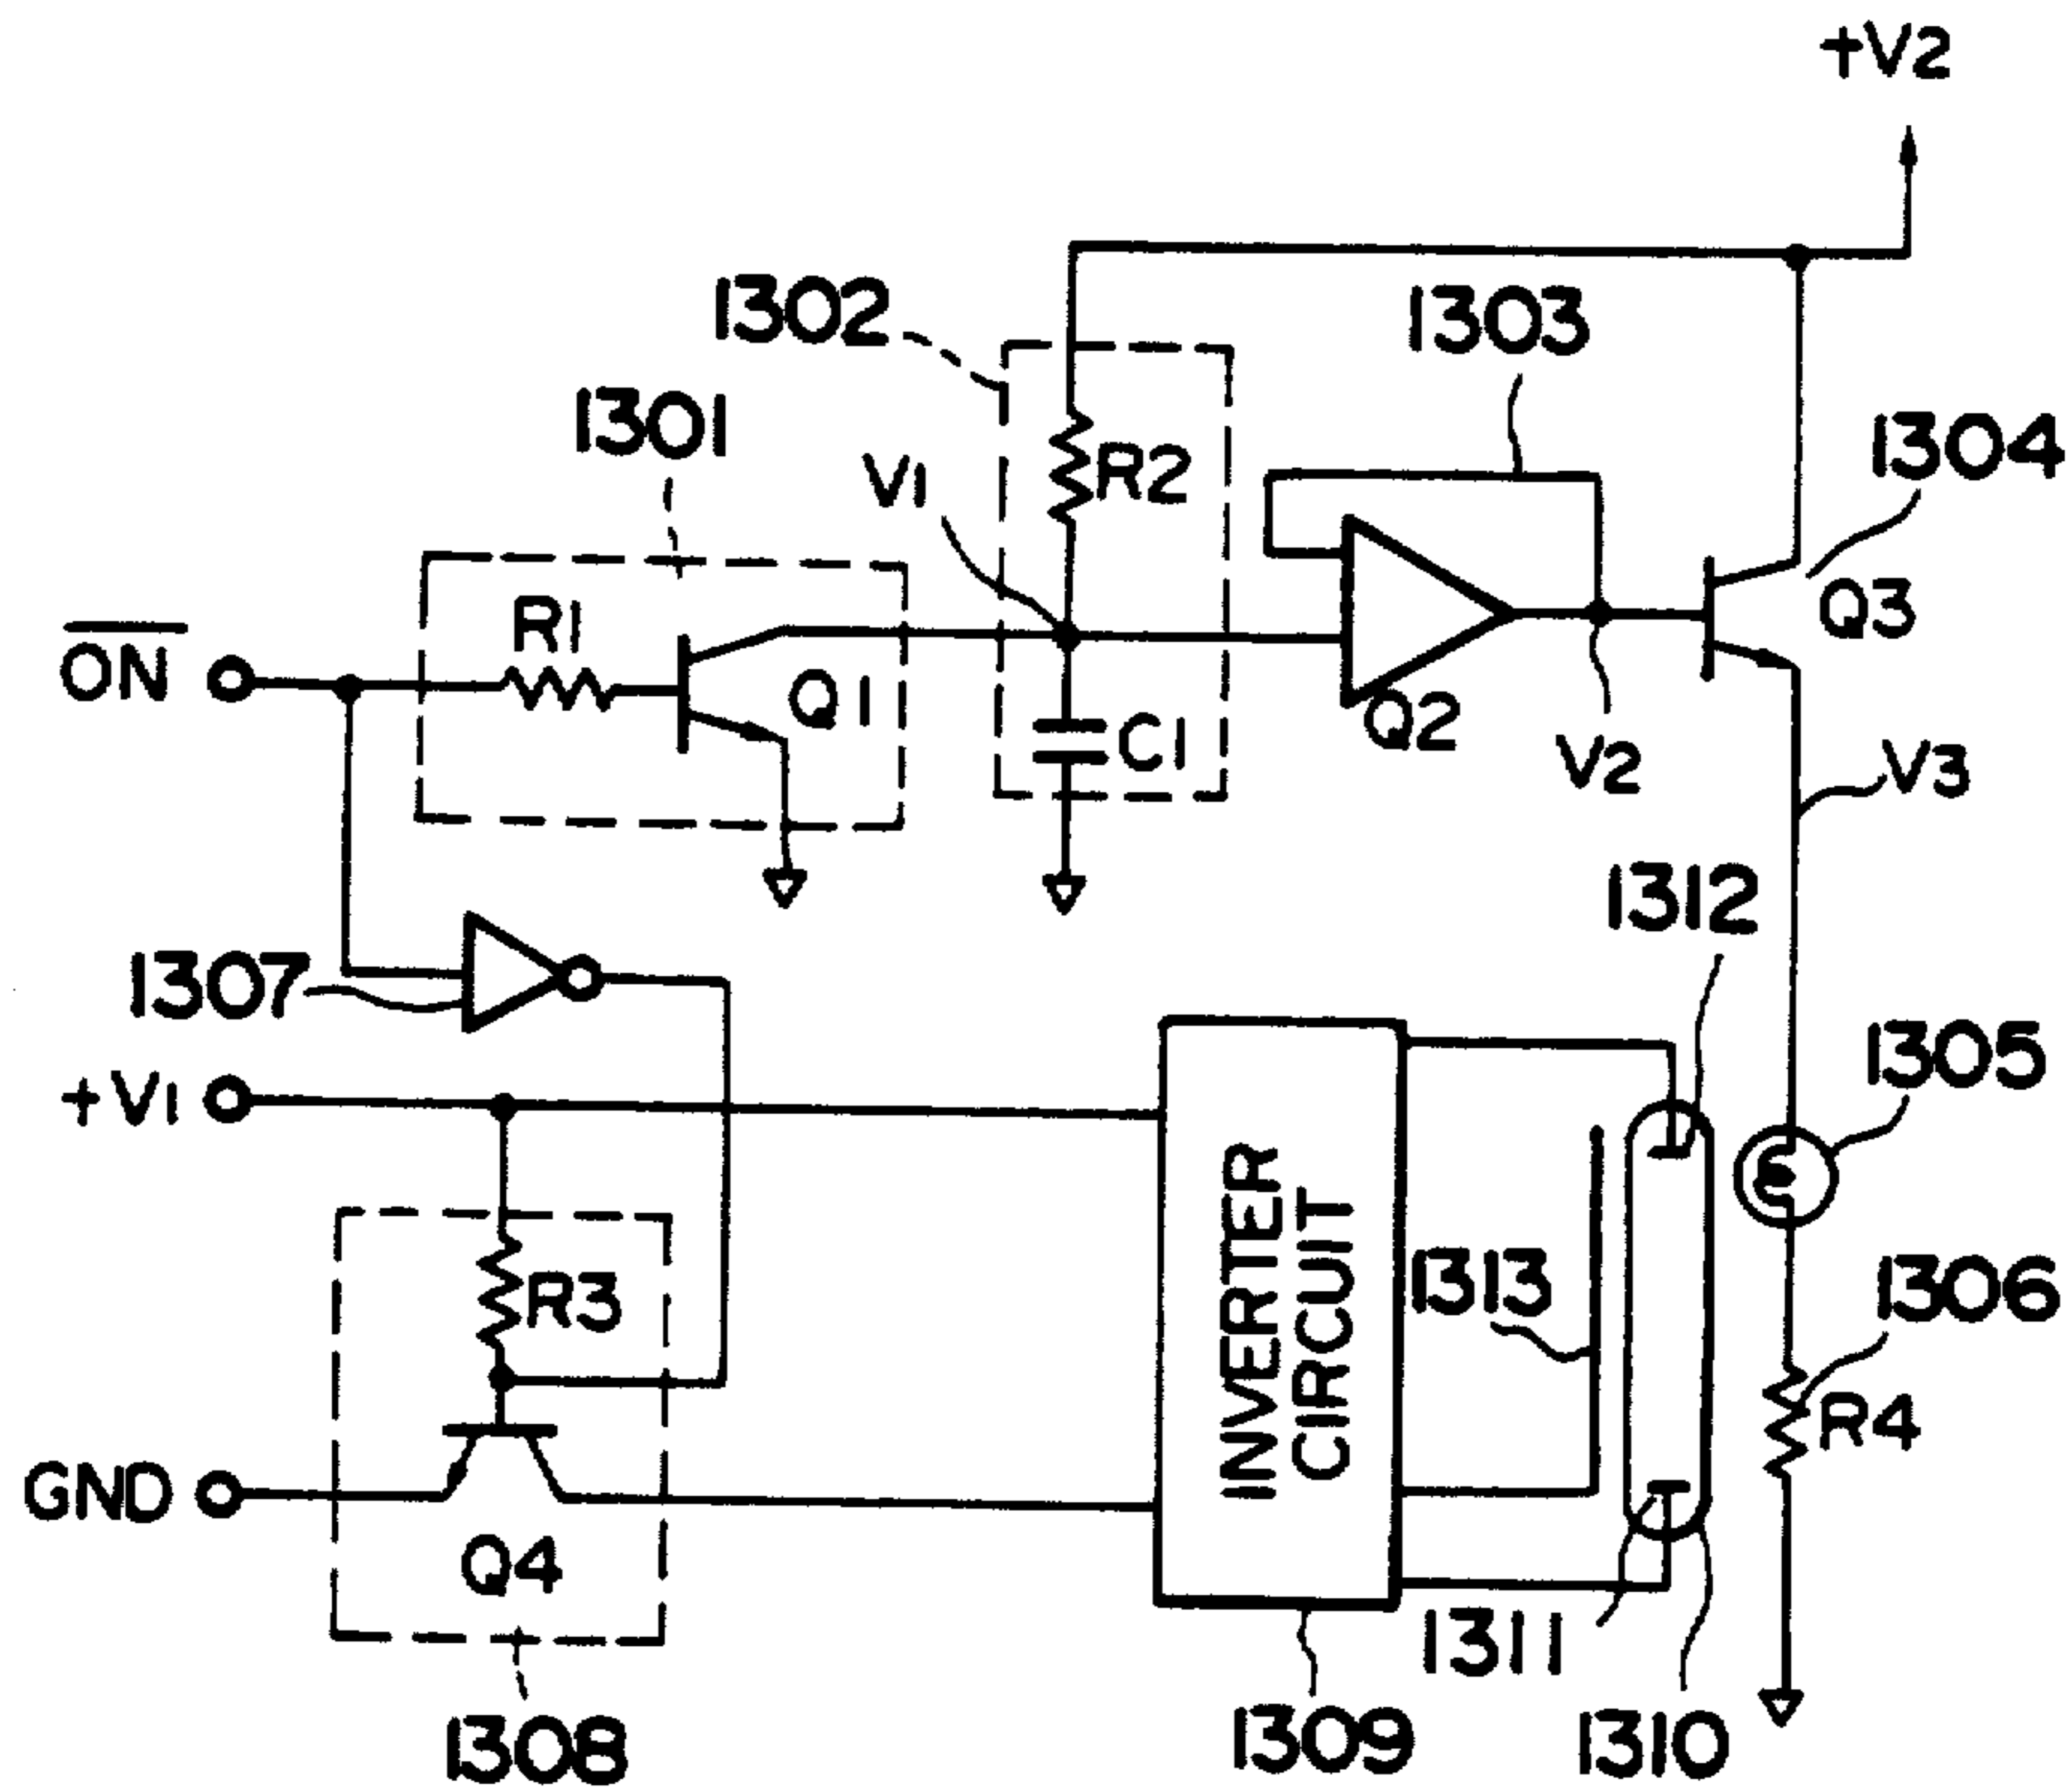 +V2
1302
1303
1301
1304
V1
R2
R1
Q3
ON
Q1
C1
Q2
V2
V3
1312
1307
1305
+V1
INVERTER
CIRCUIT
1313
1306
R3
R4
GND
Q4
1311
1308
1309
1310